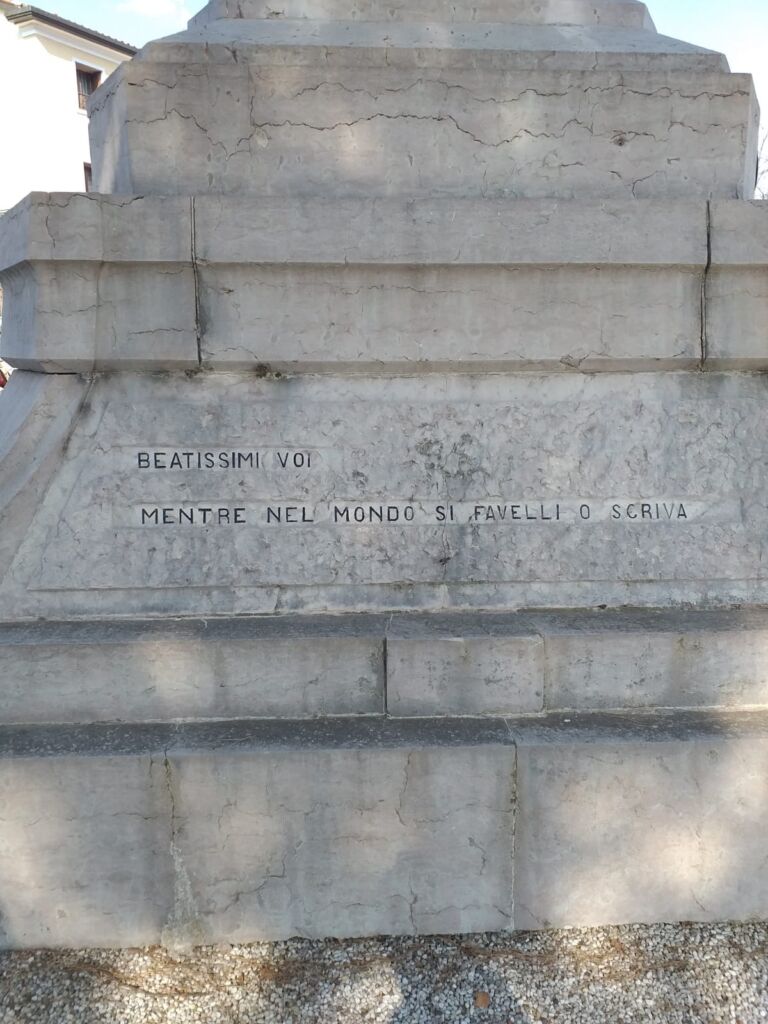 BEATISSIMI VOI
MENTRE NEL MONDO SI FAVELLI O SCRIVA